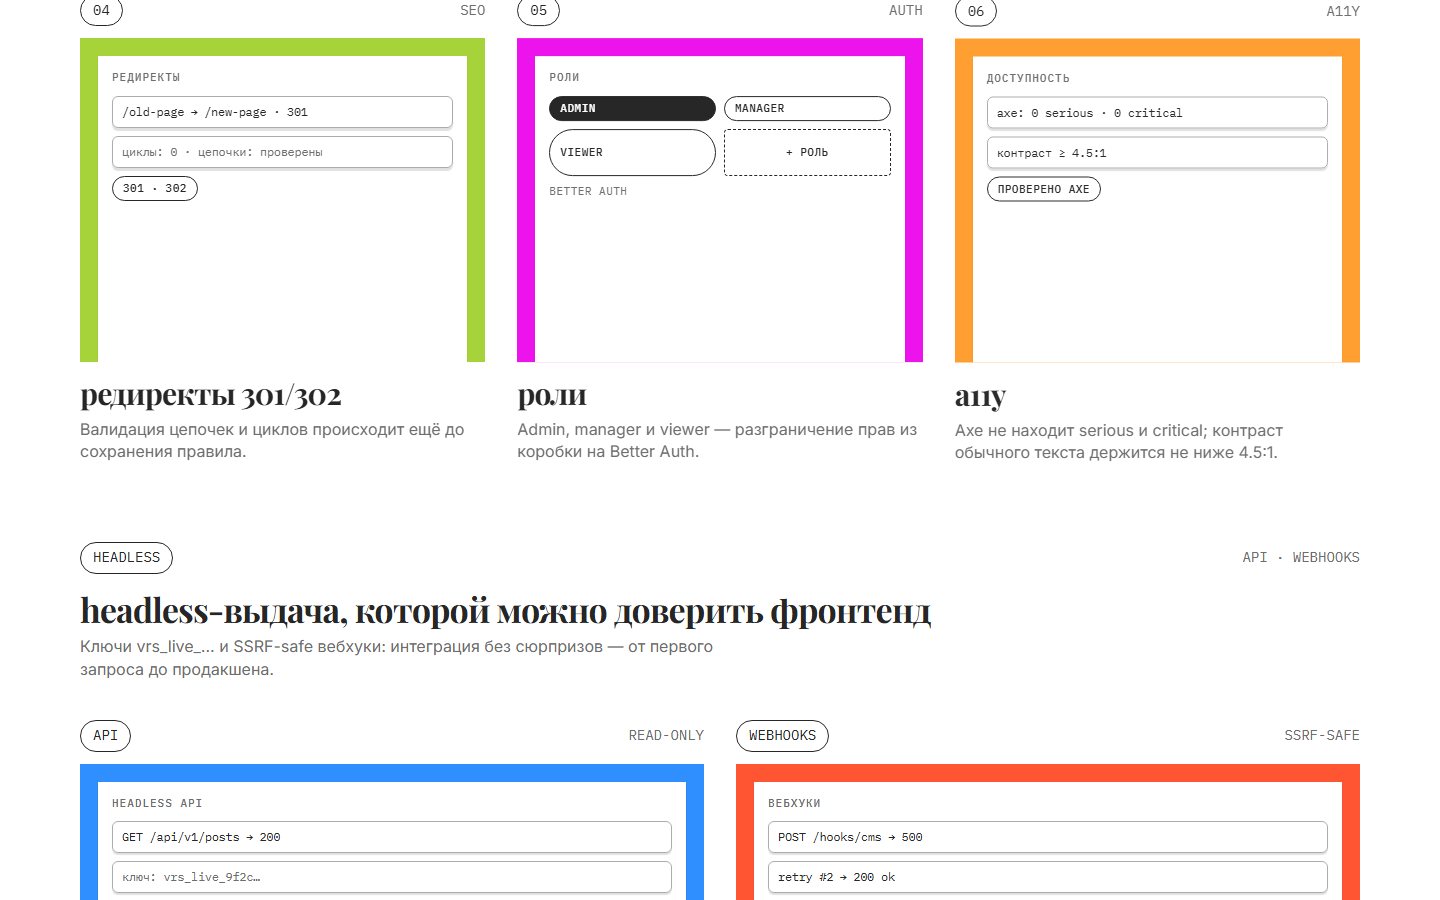 04
SEO
РЕДИРЕКТЫ
/old-page → /new-page · 301
циклы: 0 · цепочки: проверены
301 · 302
редиректы 301/302
Валидация цепочек и циклов происходит ещё до
сохранения правила.
05
AUTH
РОЛИ
ADMIN
MANAGER
VIEWER
+ РОЛЬ
BETTER AUTH
роли
Admin, manager и viewer — разграничение прав из
коробки на Better Auth.
06
A11Y
ДОСТУПНОСТЬ
axe: 0 serious · 0 critical
контраст ≥ 4.5:1
ПРОВЕРЕНО AXE
a11y
Axe не находит serious и critical; контраст
обычного текста держится не ниже 4.5:1.
HEADLESS
API · WEBHOOKS
headless-выдача, которой можно доверить фронтенд
Ключи vrs_live_… и SSRF-safe вебхуки: интеграция без сюрпризов — от первого
запроса до продакшена.
API
READ-ONLY
HEADLESS API
GET /api/v1/posts → 200
ключ: vrs_live_9f2c…
WEBHOOKS
SSRF-SAFE
ВЕБХУКИ
POST /hooks/cms → 500
retry #2 → 200 ok